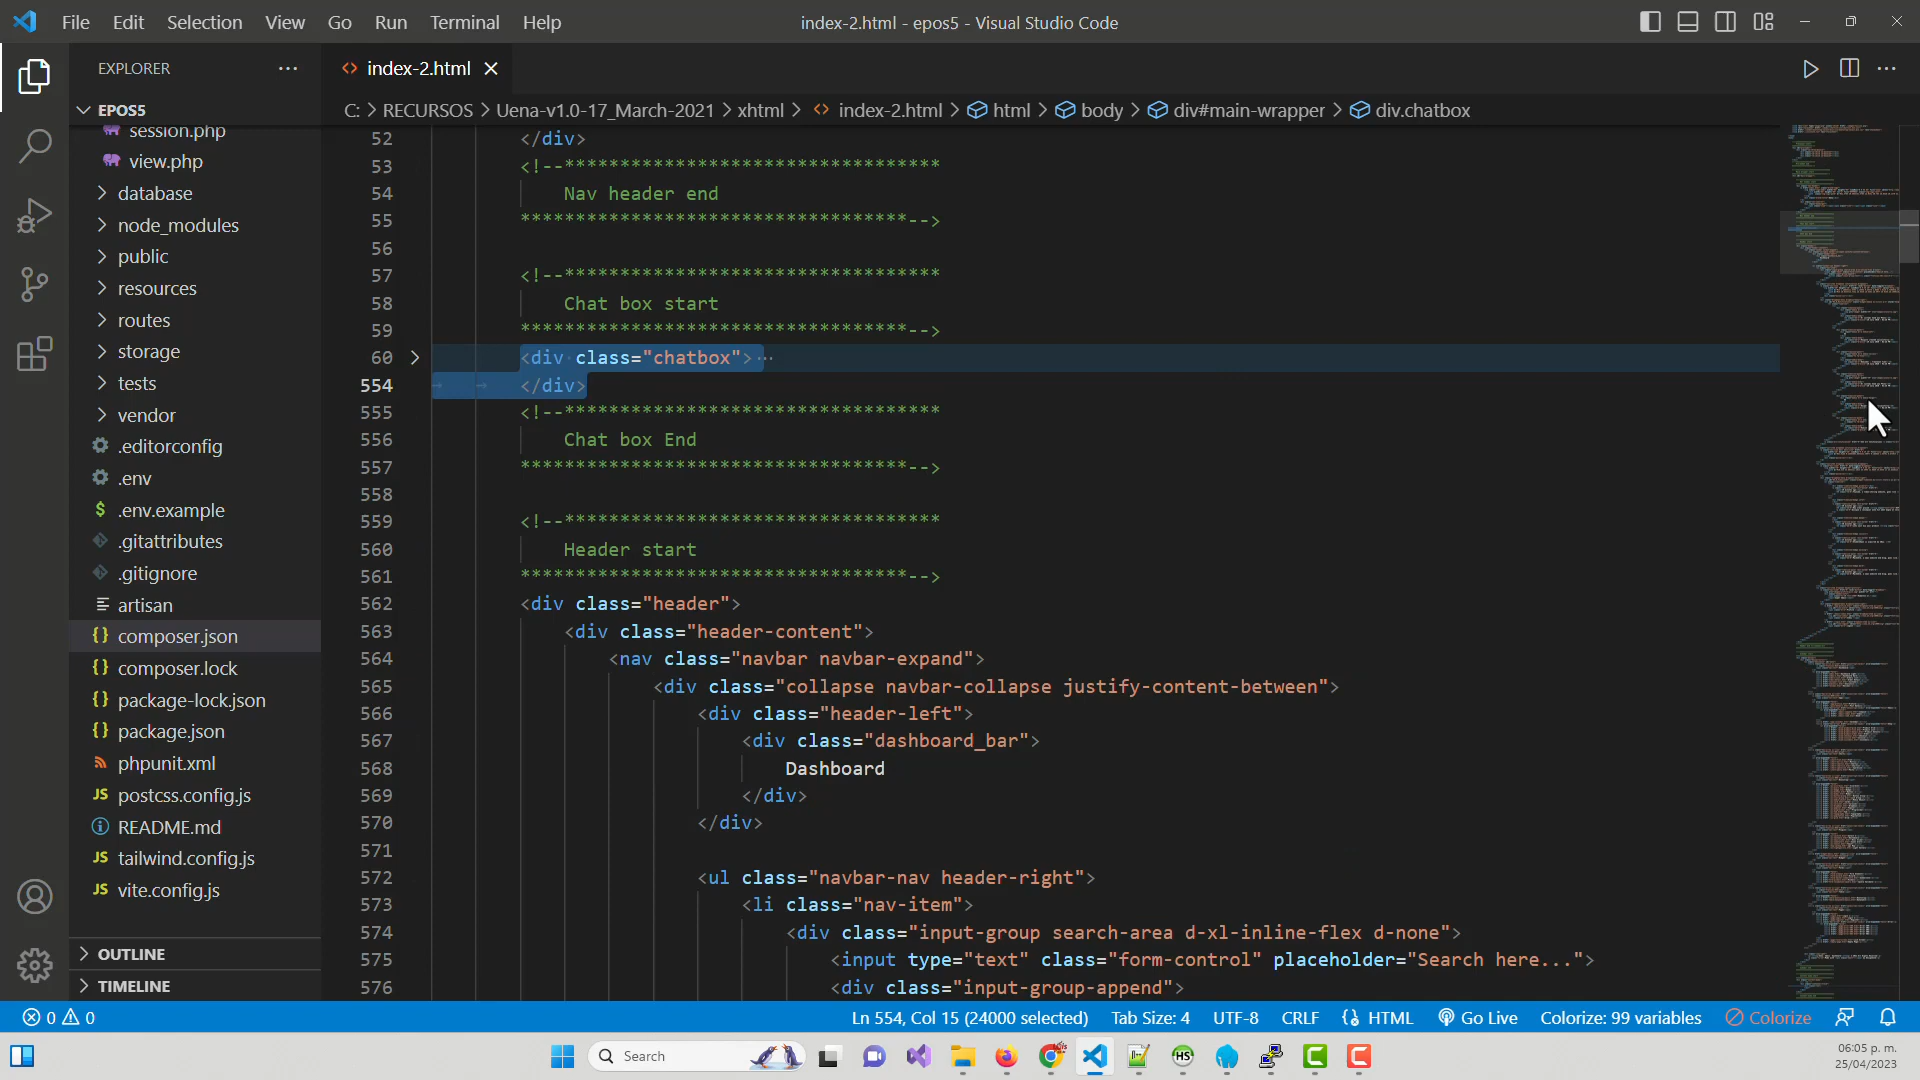 File Edit Selection View Go Run Terminal Help
index-2.html - epos5 - Visual Studio Code
EXPLORER
index-2.html
EPOS5
C: > RECURSOS > Uena-v1.0-17_March-2021 > xhtml > index-2.html > html > body > div#main-wrapper > div.chatbox
session.php
view.php
database
node_modules
public
resources
routes
storage
tests
vendor
.editorconfig
.env
.env.example
.gitattributes
.gitignore
artisan
composer.json
composer.lock
package-lock.json
package.json
phpunit.xml
postcss.config.js
README.md
tailwind.config.js
vite.config.js
OUTLINE
TIMELINE
52 </div>
53 <!--**********************************
54 Nav header end
55 ***********************************-->
56
57 <!--**********************************
58 Chat box start
59 ***********************************-->
60 <div class="chatbox">
554 </div>
555 <!--**********************************
556 Chat box End
557 ***********************************-->
558
559 <!--**********************************
560 Header start
561 ***********************************-->
562 <div class="header">
563 <div class="header-content">
564 <nav class="navbar navbar-expand">
565 <div class="collapse navbar-collapse justify-content-between">
566 <div class="header-left">
567 <div class="dashboard_bar">
568 Dashboard
569 </div>
570 </div>
571
572 <ul class="navbar-nav header-right">
573 <li class="nav-item">
574 <div class="input-group search-area d-xl-inline-flex d-none">
575 <input type="text" class="form-control" placeholder="Search here...">
576 <div class="input-group-append">
0 0
Ln 554, Col 15 (24000 selected) Tab Size: 4 UTF-8 CRLF HTML Go Live Colorize: 99 variables Colorize
Search
06:05 p. m.
25/04/2023